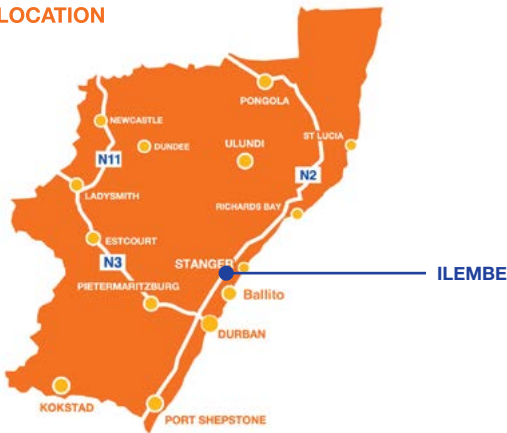 LOCATION
PONGOLA
NEWCASTLE
DUNDEE
ULUNDI
ST LUCIA
N11
N2
LADYSMITH
RICHARDS BAY
ESTCOURT
N3
STANGER
ILEMBE
PIETERMARITZBURG
Ballito
DURBAN
KOKSTAD
PORT SHEPSTONE